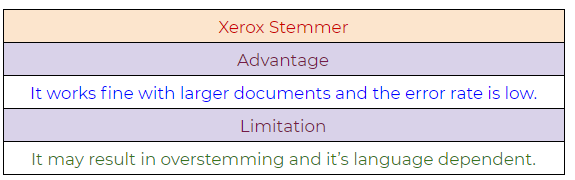 Xerox Stemmer
Advantage
It works fine with larger documents and the error rate is low.
Limitation
It may result in overstemming and it’s language dependent.